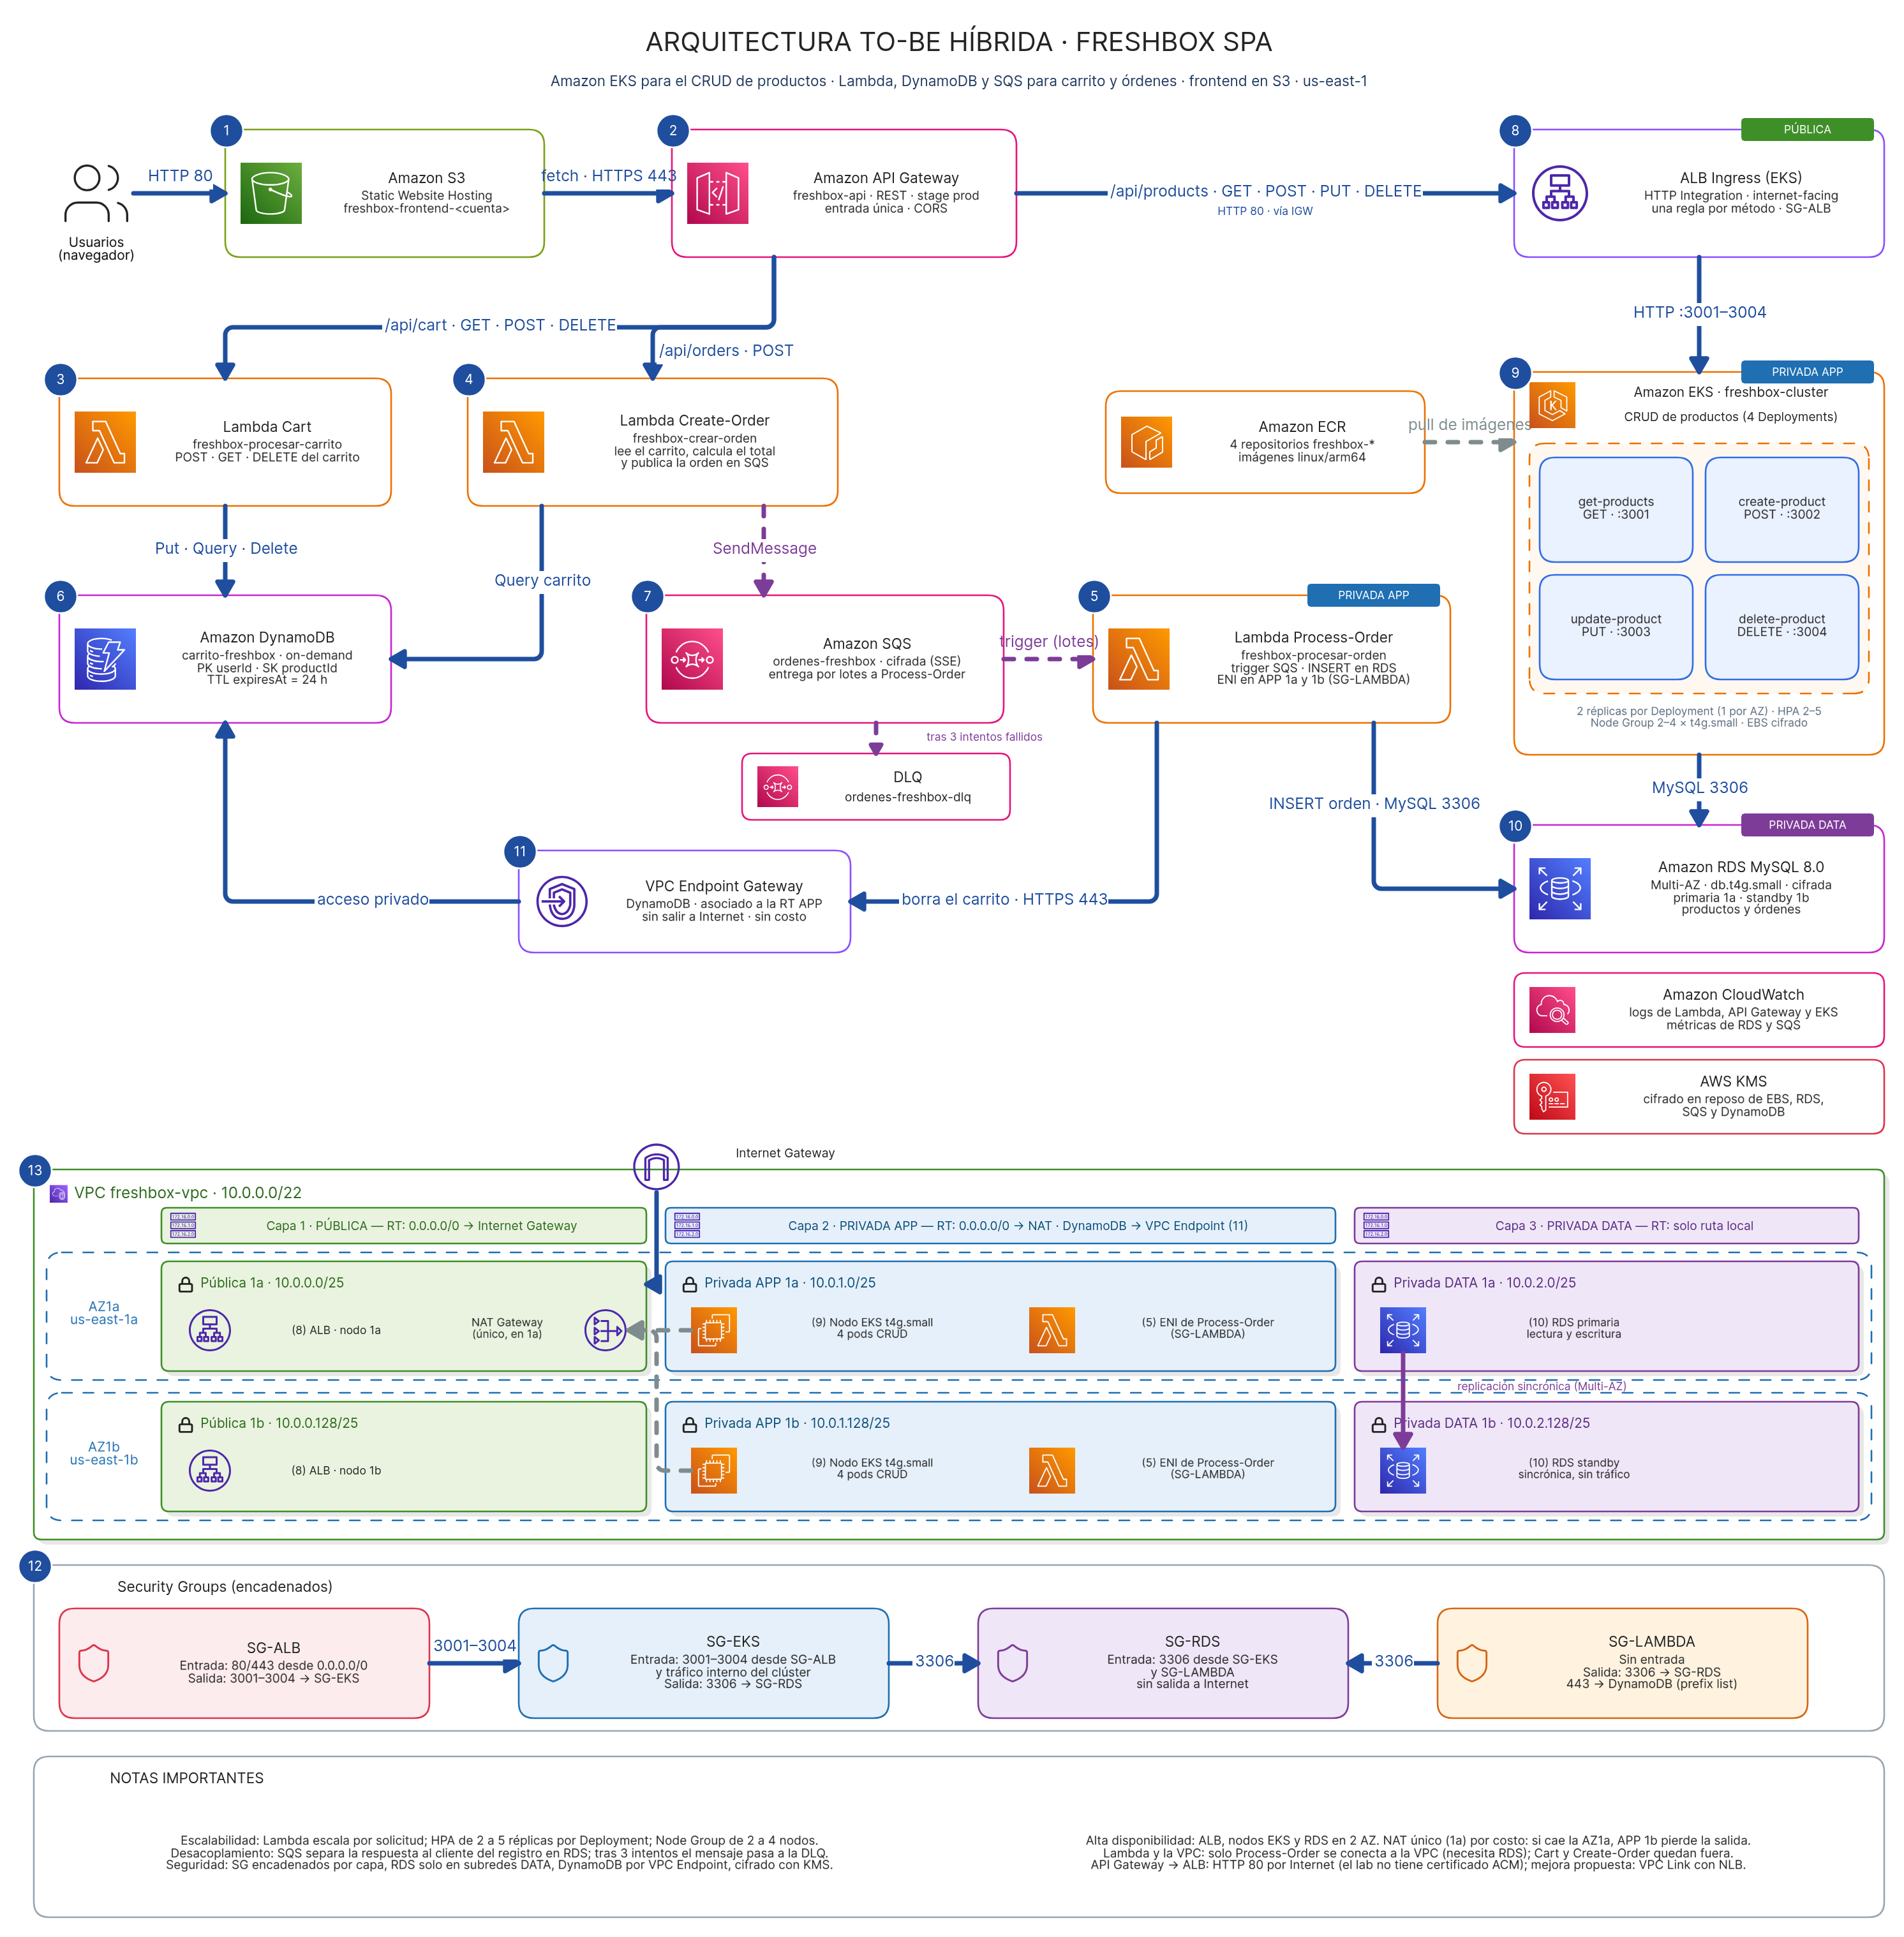 ARQUITECTURA TO-BE HÍBRIDA · FRESHBOX SPA
Amazon EKS para el CRUD de productos · Lambda, DynamoDB y SQS para carrito y órdenes · frontend en S3 · us-east-1
Usuarios
(navegador)
HTTP 80
1
Amazon S3
Static Website Hosting
freshbox-frontend-<cuenta>
fetch · HTTPS 443
2
Amazon API Gateway
freshbox-api · REST · stage prod
entrada única · CORS
/api/products · GET · POST · PUT · DELETE
HTTP 80 · vía IGW
8
PÚBLICA
ALB Ingress (EKS)
HTTP Integration · internet-facing
una regla por método · SG-ALB
/api/cart · GET · POST · DELETE
/api/orders · POST
HTTP :3001–3004
3
Lambda Cart
freshbox-procesar-carrito
POST · GET · DELETE del carrito
4
Lambda Create-Order
freshbox-crear-orden
lee el carrito, calcula el total
y publica la orden en SQS
Amazon ECR
4 repositorios freshbox-*
imágenes linux/arm64
pull de imágenes
9
PRIVADA APP
Amazon EKS · freshbox-cluster
CRUD de productos (4 Deployments)
get-products
GET · :3001
create-product
POST · :3002
update-product
PUT · :3003
delete-product
DELETE · :3004
2 réplicas por Deployment (1 por AZ) · HPA 2–5
Node Group 2–4 × t4g.small · EBS cifrado
Put · Query · Delete
Query carrito
SendMessage
6
Amazon DynamoDB
carrito-freshbox · on-demand
PK userId · SK productId
TTL expiresAt = 24 h
7
Amazon SQS
ordenes-freshbox · cifrada (SSE)
entrega por lotes a Process-Order
trigger (lotes)
5
PRIVADA APP
Lambda Process-Order
freshbox-procesar-orden
trigger SQS · INSERT en RDS
ENI en APP 1a y 1b (SG-LAMBDA)
tras 3 intentos fallidos
DLQ
ordenes-freshbox-dlq
INSERT orden · MySQL 3306
MySQL 3306
10
PRIVADA DATA
Amazon RDS MySQL 8.0
Multi-AZ · db.t4g.small · cifrada
primaria 1a · standby 1b
productos y órdenes
11
VPC Endpoint Gateway
DynamoDB · asociado a la RT APP
sin salir a Internet · sin costo
acceso privado
borra el carrito · HTTPS 443
Amazon CloudWatch
logs de Lambda, API Gateway y EKS
métricas de RDS y SQS
AWS KMS
cifrado en reposo de EBS, RDS,
SQS y DynamoDB
Internet Gateway
13
VPC freshbox-vpc · 10.0.0.0/22
Capa 1 · PÚBLICA — RT: 0.0.0.0/0 → Internet Gateway
Capa 2 · PRIVADA APP — RT: 0.0.0.0/0 → NAT · DynamoDB → VPC Endpoint (11)
Capa 3 · PRIVADA DATA — RT: solo ruta local
AZ1a
us-east-1a
Pública 1a · 10.0.0.0/25
(8) ALB · nodo 1a
NAT Gateway
(único, en 1a)
Privada APP 1a · 10.0.1.0/25
(9) Nodo EKS t4g.small
4 pods CRUD
(5) ENI de Process-Order
(SG-LAMBDA)
Privada DATA 1a · 10.0.2.0/25
(10) RDS primaria
lectura y escritura
replicación sincrónica (Multi-AZ)
AZ1b
us-east-1b
Pública 1b · 10.0.0.128/25
(8) ALB · nodo 1b
Privada APP 1b · 10.0.1.128/25
(9) Nodo EKS t4g.small
4 pods CRUD
(5) ENI de Process-Order
(SG-LAMBDA)
Privada DATA 1b · 10.0.2.128/25
(10) RDS standby
sincrónica, sin tráfico
12
Security Groups (encadenados)
SG-ALB
Entrada: 80/443 desde 0.0.0.0/0
Salida: 3001–3004 → SG-EKS
3001–3004
SG-EKS
Entrada: 3001–3004 desde SG-ALB
y tráfico interno del clúster
Salida: 3306 → SG-RDS
3306
SG-RDS
Entrada: 3306 desde SG-EKS
y SG-LAMBDA
sin salida a Internet
3306
SG-LAMBDA
Sin entrada
Salida: 3306 → SG-RDS
443 → DynamoDB (prefix list)
NOTAS IMPORTANTES
Escalabilidad: Lambda escala por solicitud; HPA de 2 a 5 réplicas por Deployment; Node Group de 2 a 4 nodos.
Desacoplamiento: SQS separa la respuesta al cliente del registro en RDS; tras 3 intentos el mensaje pasa a la DLQ.
Seguridad: SG encadenados por capa, RDS solo en subredes DATA, DynamoDB por VPC Endpoint, cifrado con KMS.
Alta disponibilidad: ALB, nodos EKS y RDS en 2 AZ. NAT único (1a) por costo: si cae la AZ1a, APP 1b pierde la salida.
Lambda y la VPC: solo Process-Order se conecta a la VPC (necesita RDS); Cart y Create-Order quedan fuera.
API Gateway → ALB: HTTP 80 por Internet (el lab no tiene certificado ACM); mejora propuesta: VPC Link con NLB.